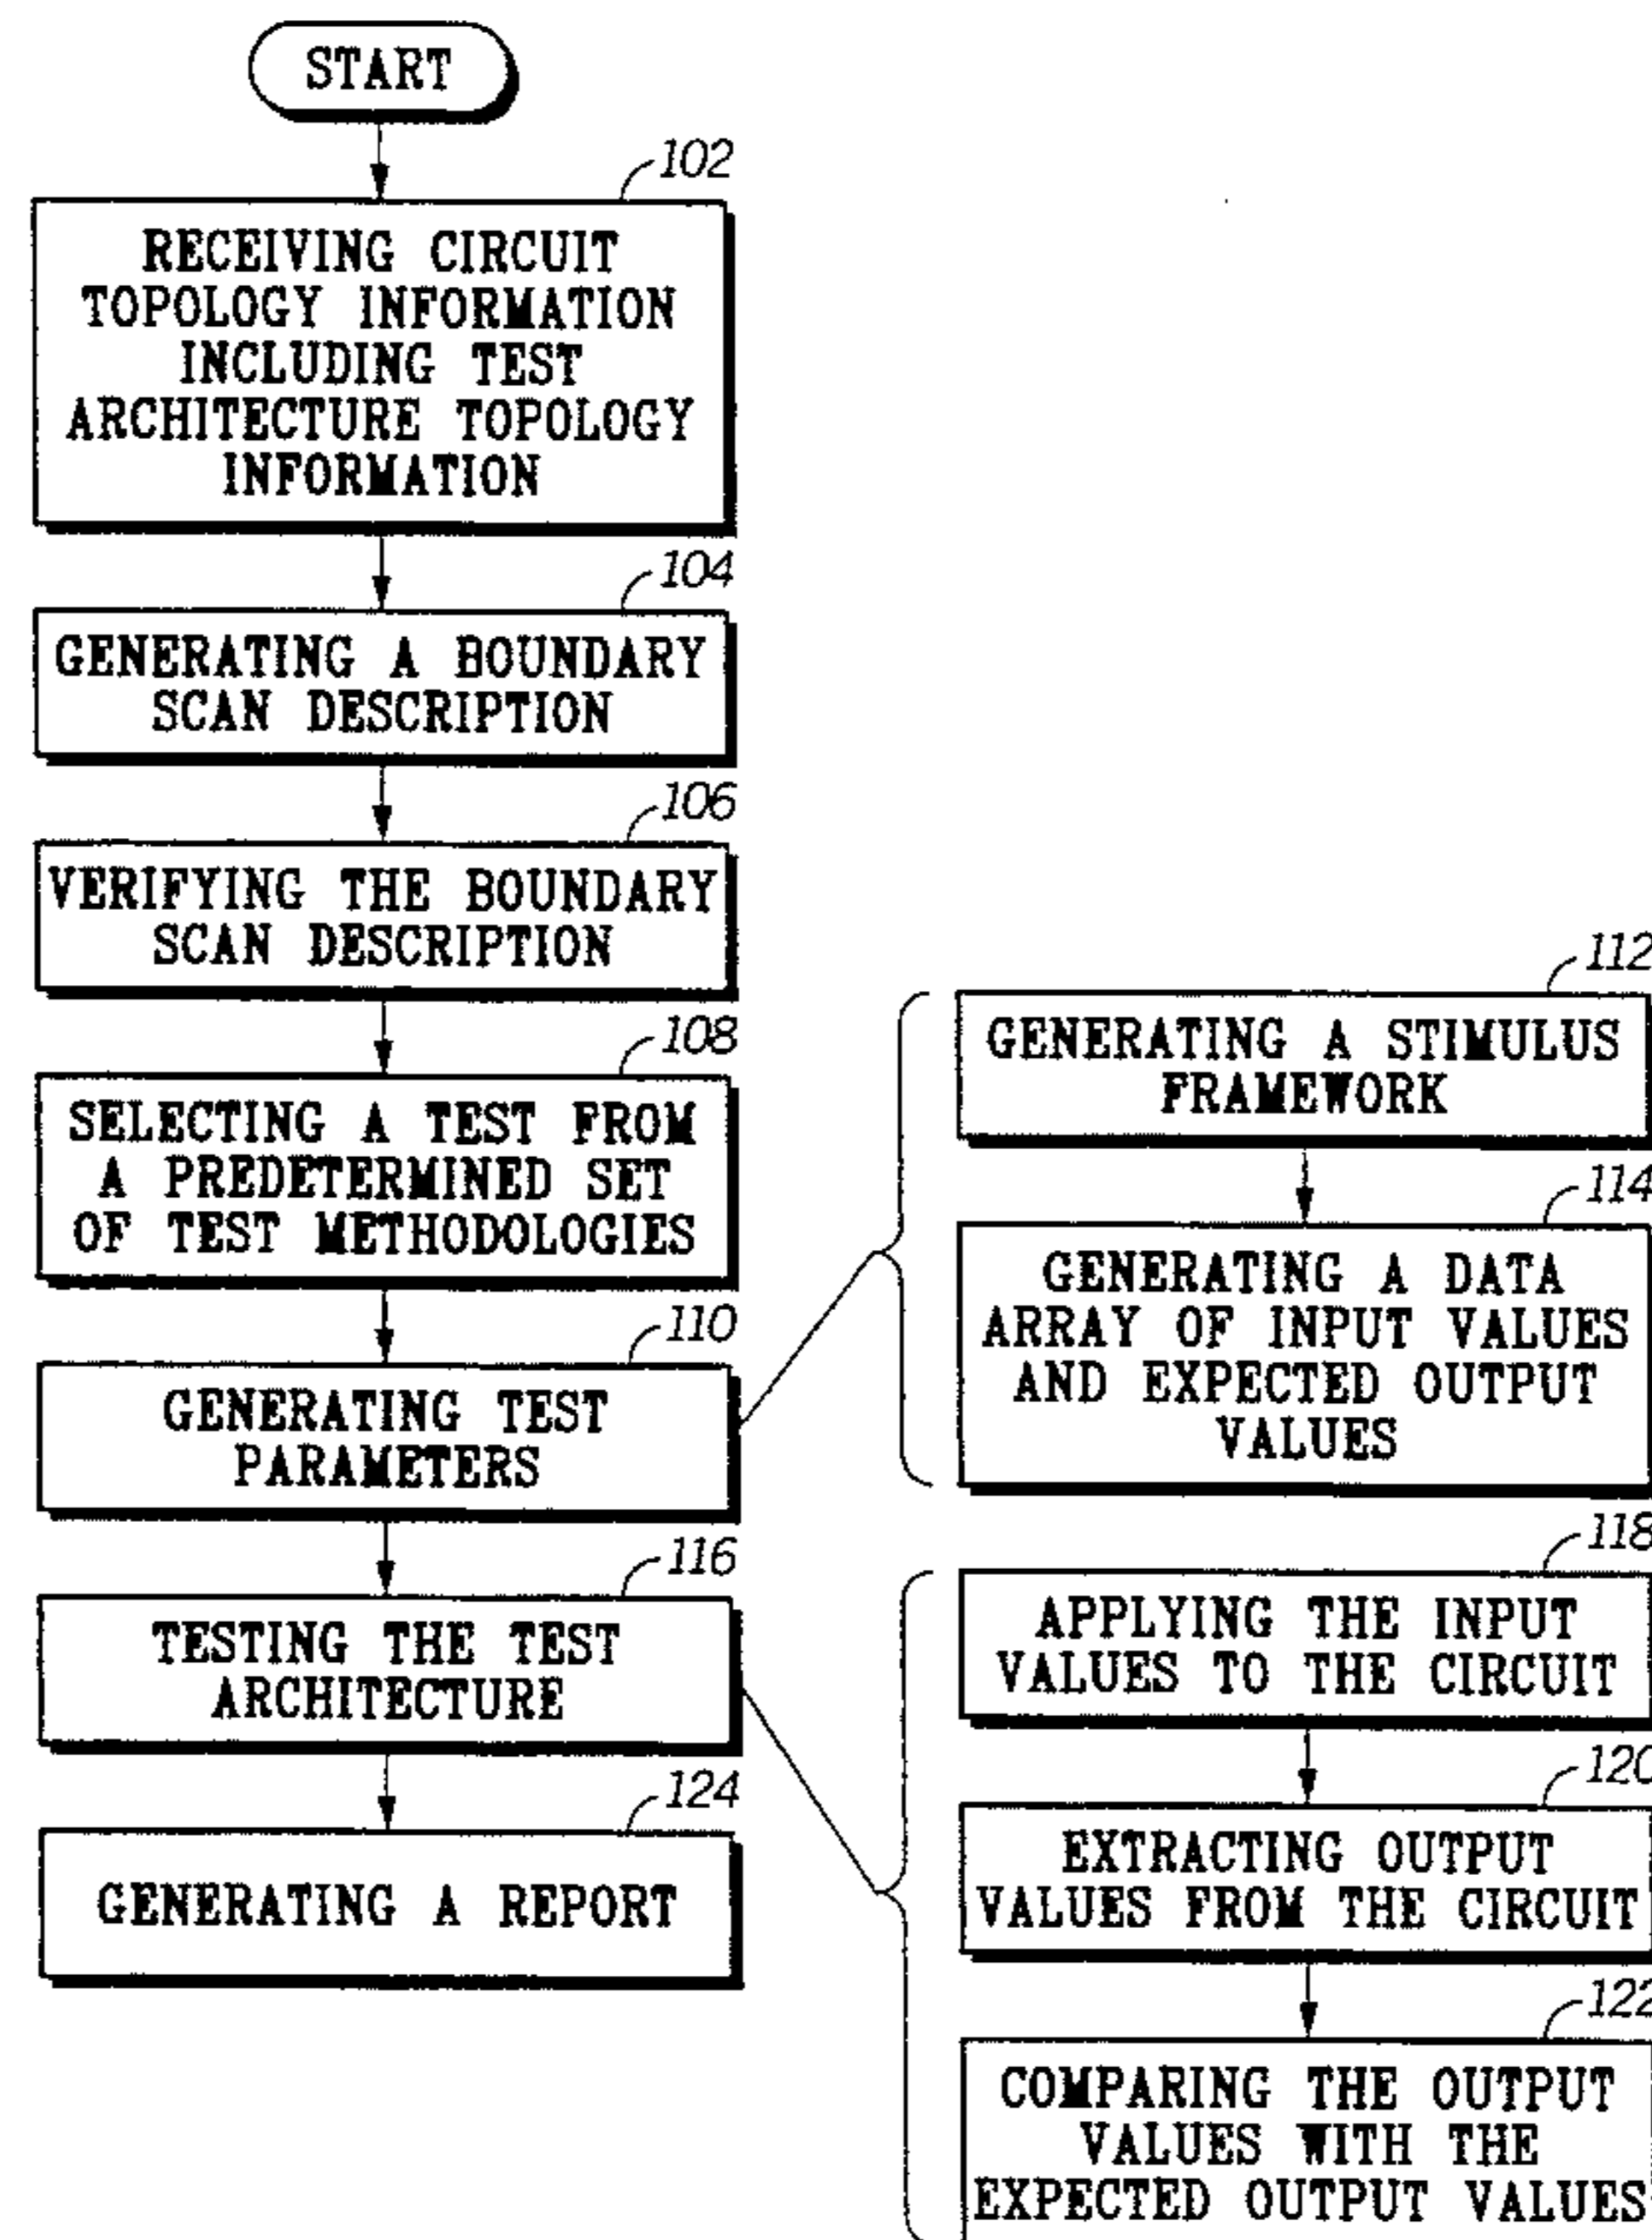 START
102
RECEIVING CIRCUIT
TOPOLOGY INFORMATION
INCLUDING TEST
ARCHITECTURE TOPOLOGY
INFORMATION
104
GENERATING A BOUNDARY
SCAN DESCRIPTION
106
VERIFYING THE BOUNDARY
SCAN DESCRIPTION
108
SELECTING A TEST FROM
A PREDETERMINED SET
OF TEST METHODOLOGIES
110
GENERATING TEST
PARAMETERS
112
GENERATING A STIMULUS
FRAMEWORK
114
GENERATING A DATA
ARRAY OF INPUT VALUES
AND EXPECTED OUTPUT
VALUES
116
TESTING THE TEST
ARCHITECTURE
118
APPLYING THE INPUT
VALUES TO THE CIRCUIT
120
EXTRACTING OUTPUT
VALUES FROM THE CIRCUIT
122
COMPARING THE OUTPUT
VALUES WITH THE
EXPECTED OUTPUT VALUES
124
GENERATING A REPORT